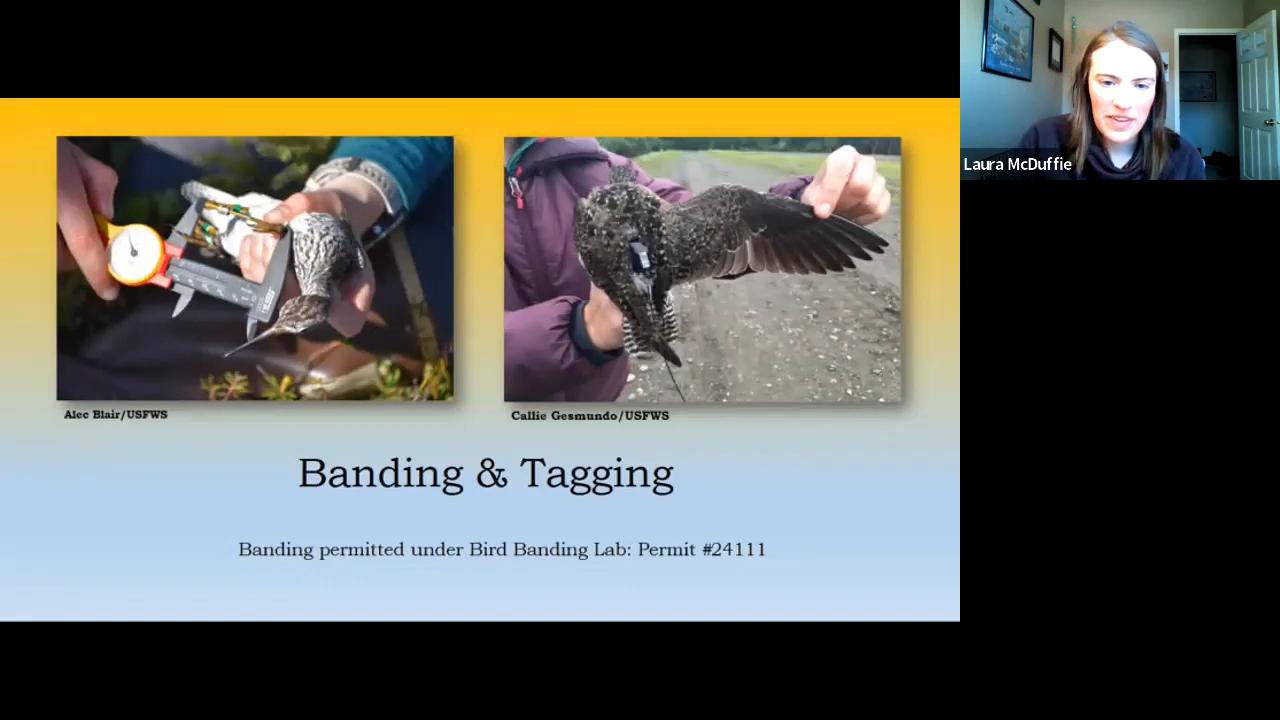 Laura McDuffie
Alec Blair/USFWS
Callie Gesmundo/USFWS
Banding & Tagging
Banding permitted under Bird Banding Lab: Permit #24111